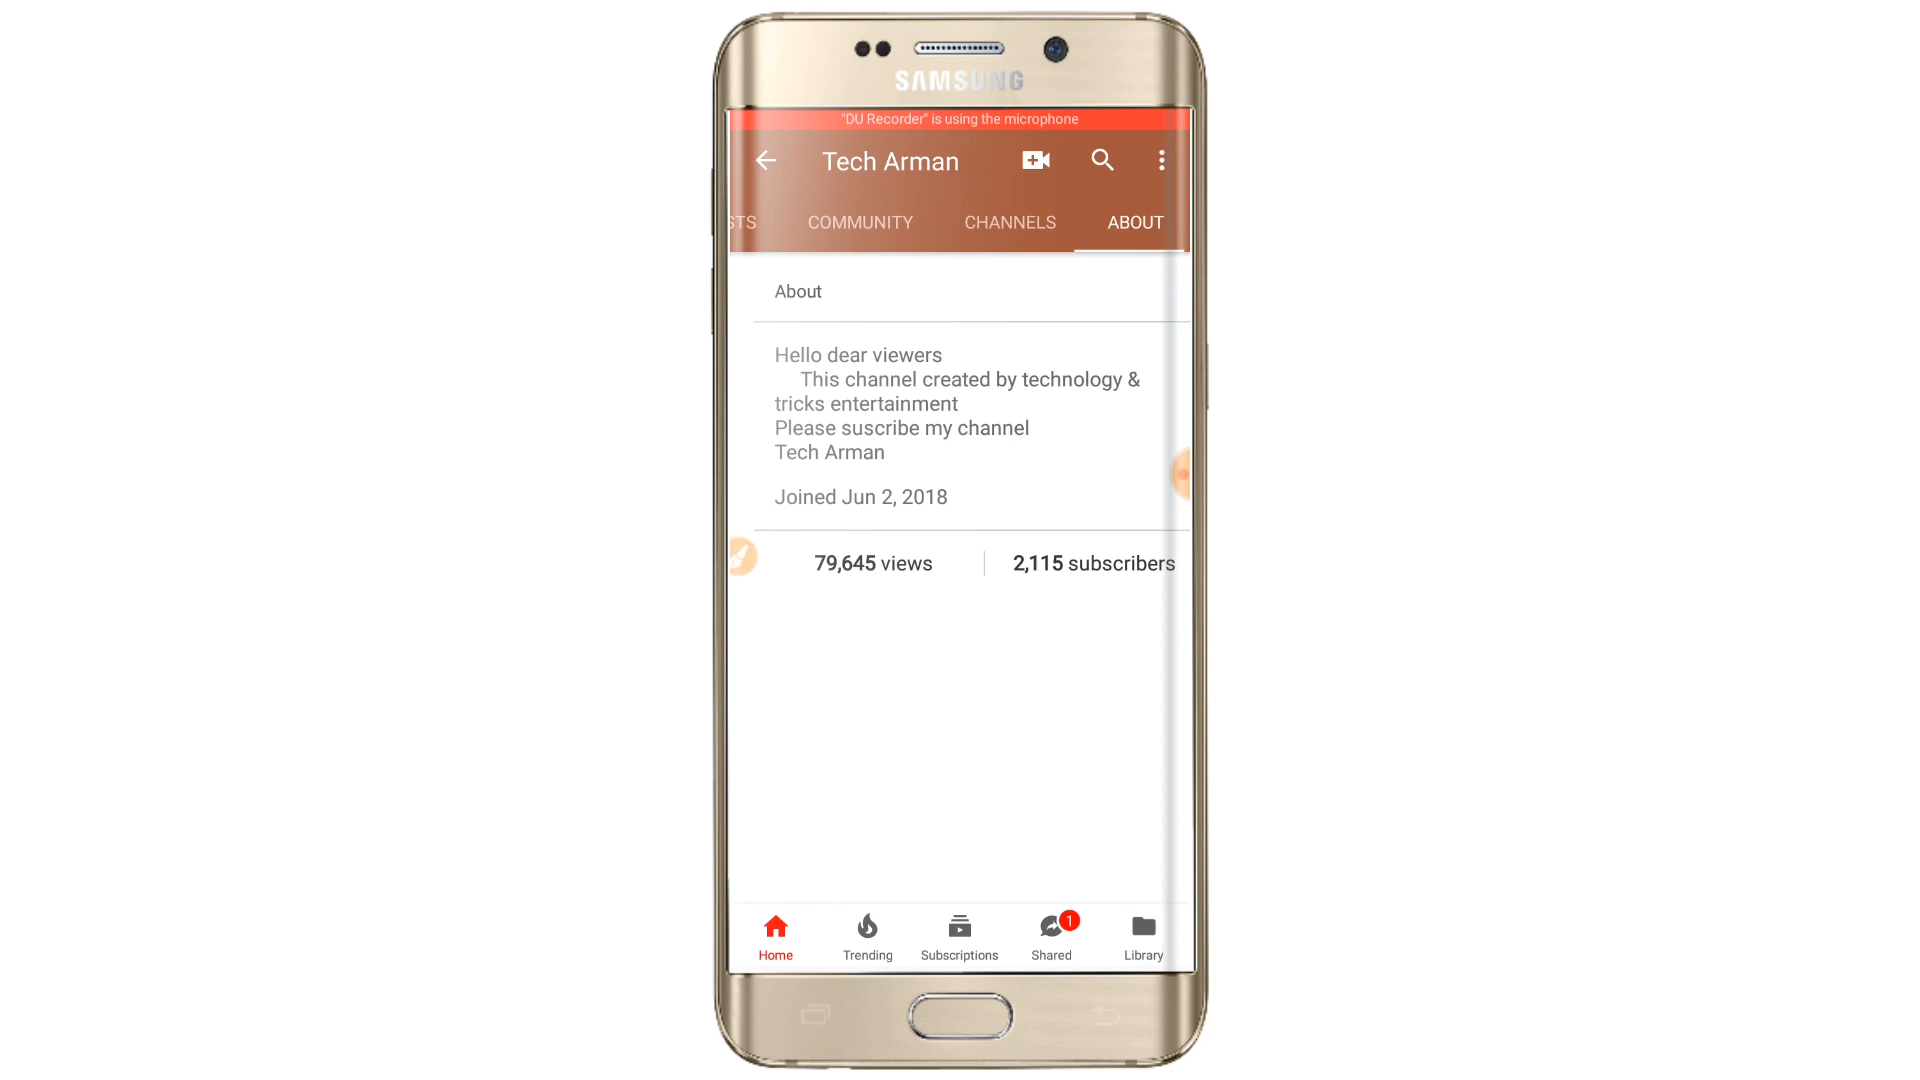 SAMSUNG
"DU Recorder" is using the microphone
Tech Arman
STS COMMUNITY CHANNELS ABOUT
About
Hello dear viewers
This channel created by technology &
tricks entertainment
Please suscribe my channel
Tech Arman
Joined Jun 2, 2018
79,645 views 2,115 subscribers
1
Home Trending Subscriptions Shared Library